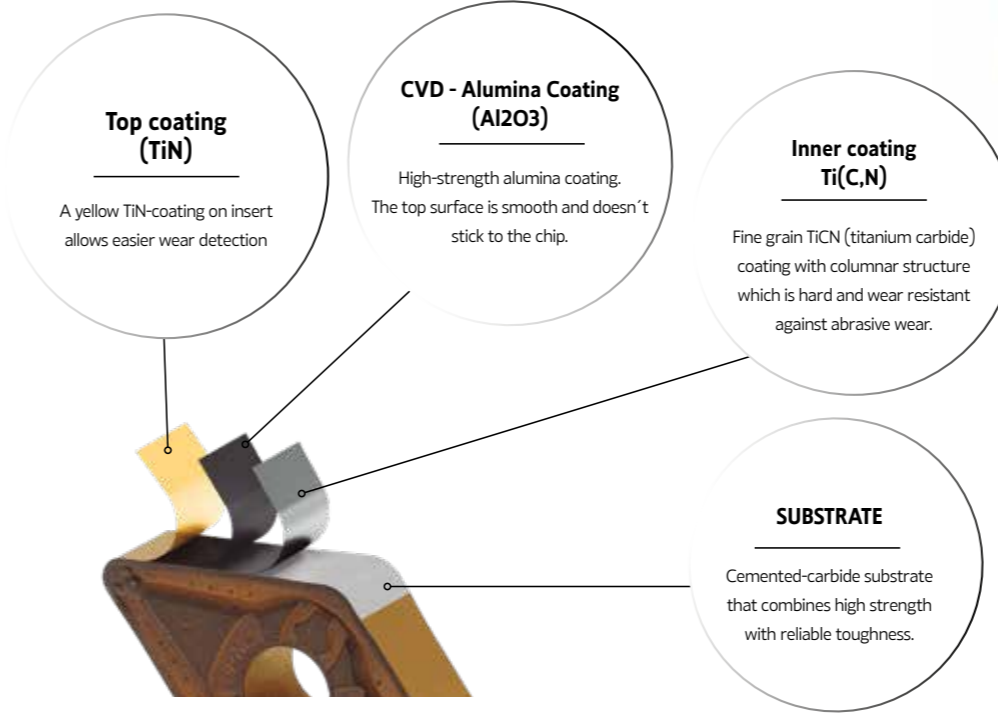 Top coating
(TiN)
A yellow TiN-coating on insert
allows easier wear detection
CVD - Alumina Coating
(Al2O3)
High-strength alumina coating.
The top surface is smooth and doesn´t
stick to the chip.
Inner coating
Ti(C,N)
Fine grain TiCN (titanium carbide)
coating with columnar structure
which is hard and wear resistant
against abrasive wear.
SUBSTRATE
Cemented-carbide substrate
that combines high strength
with reliable toughness.